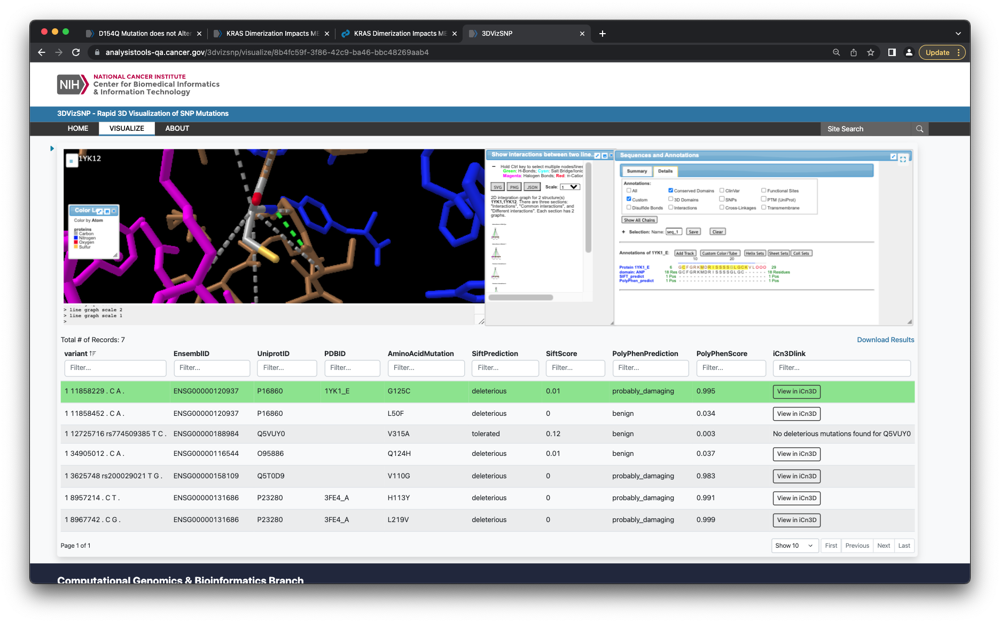 D154Q Mutation does not Alter
KRAS Dimerization Impacts ME
KRAS Dimerization Impacts ME
3DVizSNP
analysistools-qa.cancer.gov/3dvizsnp/visualize/8b4fc59f-3f86-42c9-ba46-bbc48269aab4
Update
NIH
NATIONAL CANCER INSTITUTE
Center for Biomedical Informatics
& Information Technology
3DVizSNP - Rapid 3D Visualization of SNP Mutations
HOME VISUALIZE ABOUT
Site Search
1YK12
Color L
Color by Atom
proteins
Carbon
Nitrogen
Oxygen
Sulfur
> line graph scale 2
> line graph scale 1
>
Show interactions between two line..
Hold Ctrl key to select multiple nodes/lines
Green: H-Bonds; Cyan: Salt Bridge/Ionic
Magenta: Halogen Bonds; Red: π-Cation
SVG PNG JSON Scale: 1
2D integration graph for 2 structure(s)
1YK1,1YK12. There are three sections:
"Interactions", "Common interactions", and
"Different interactions". Each section has 2
graphs.
Sequences and Annotations
Summary Details
Annotations:
All Conserved Domains ClinVar Functional Sites
Custom 3D Domains SNPs PTM (UniProt)
Disulfide Bonds Interactions Cross-Linkages Transmembrane
Show All Chains
+ Selection: Name: seq_1 Save Clear
Annotations of 1YK1_E: Add Track Custom Color/Tube Helix Sets Sheet Sets Coil Sets
10 20
Protein 1YK1_E 6 GCFGRKMDRISSSSGLGCKVLOOO 29
domain: ANP 18 Res GCFGRKMDRISSSSGLGC------ 18 Residues
SIFT_predict 1 Pos 1 Pos
PolyPhen_predict 1 Pos 1 Pos
Total # of Records: 7
Download Results
variant EnsemblID UniprotID PDBID AminoAcidMutation SiftPrediction SiftScore PolyPhenPrediction PolyPhenScore iCn3Dlink
Filter... Filter... Filter... Filter... Filter... Filter... Filter... Filter... Filter... Filter...
1 11858229 . C A . ENSG00000120937 P16860 1YK1_E G125C deleterious 0.01 probably_damaging 0.995 View in iCn3D
1 11858452 . C A . ENSG00000120937 P16860 L50F deleterious 0 benign 0.034 View in iCn3D
1 12725716 rs774509385 T C . ENSG00000188984 Q5VUY0 V315A tolerated 0.12 benign 0.003 No deleterious mutations found for Q5VUY0
1 34905012 . C A . ENSG00000116544 O95886 Q124H deleterious 0.01 benign 0.037 View in iCn3D
1 3625748 rs200029021 T G . ENSG00000158109 Q5T0D9 V110G deleterious 0 probably_damaging 0.983 View in iCn3D
1 8957214 . C T . ENSG00000131686 P23280 3FE4_A H113Y deleterious 0 probably_damaging 0.991 View in iCn3D
1 8967742 . C G . ENSG00000131686 P23280 3FE4_A L219V deleterious 0 probably_damaging 0.999 View in iCn3D
Page 1 of 1
Show 10 First Previous Next Last
Computational Genomics & Bioinformatics Branch